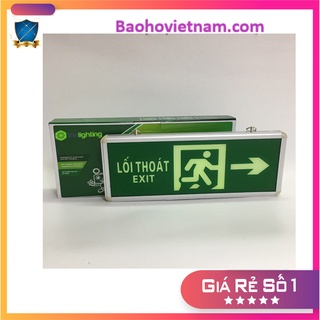 Baohovietnam.com
lighting
LỐI THOÁT
EXIT
GIÁ RẺ SỐ 1